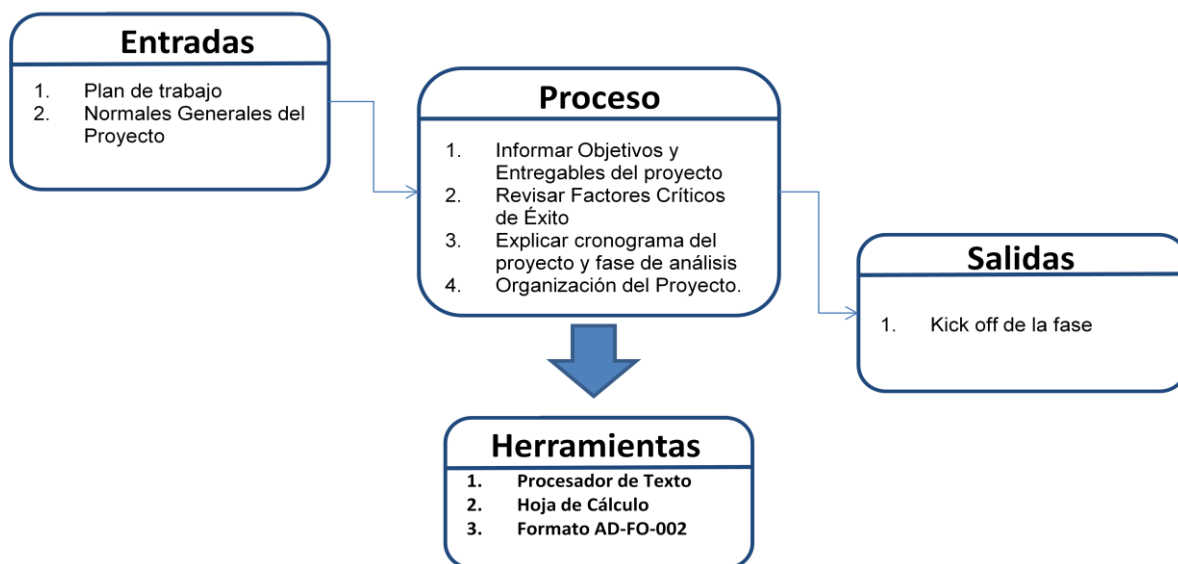 Entradas
1. Plan de trabajo
2. Normales Generales del
Proyecto
Proceso
1. Informar Objetivos y
Entregables del proyecto
2. Revisar Factores Críticos
de Éxito
3. Explicar cronograma del
proyecto y fase de análisis
4. Organización del Proyecto.
Salidas
1. Kick off de la fase
Herramientas
1. Procesador de Texto
2. Hoja de Cálculo
3. Formato AD-FO-002